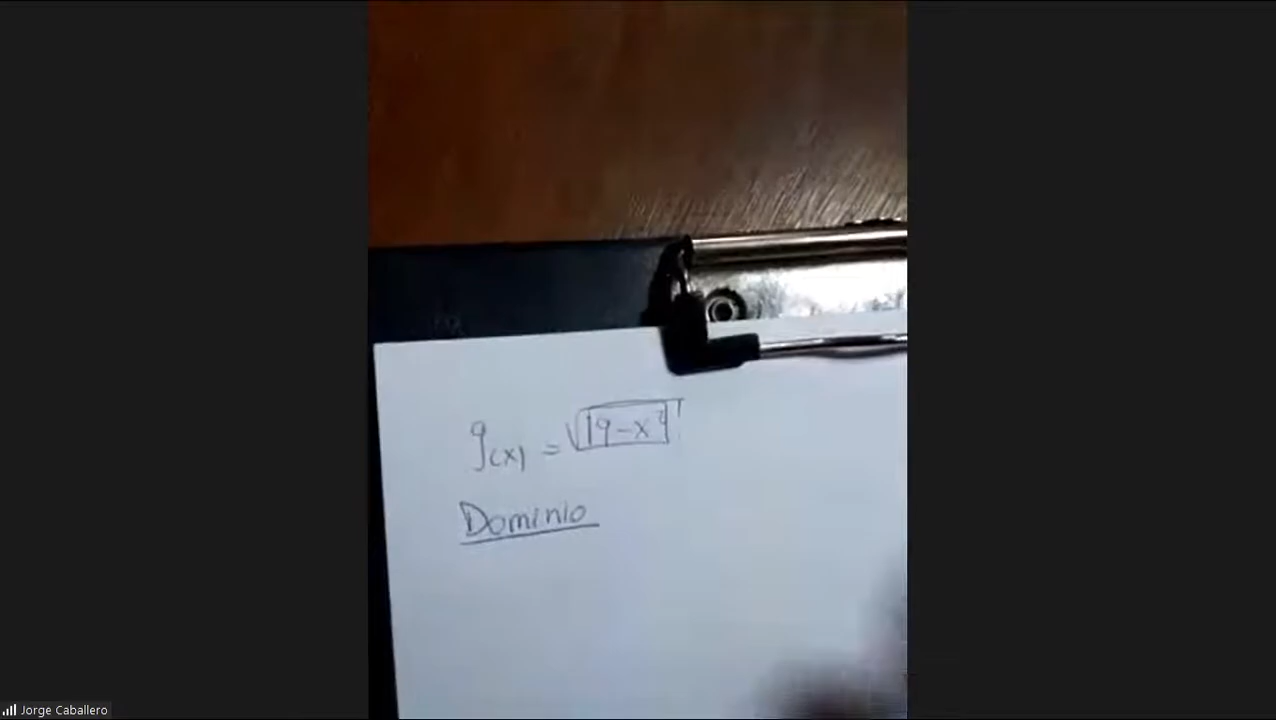 g(x) = √9-x²
Dominio
Jorge Caballero